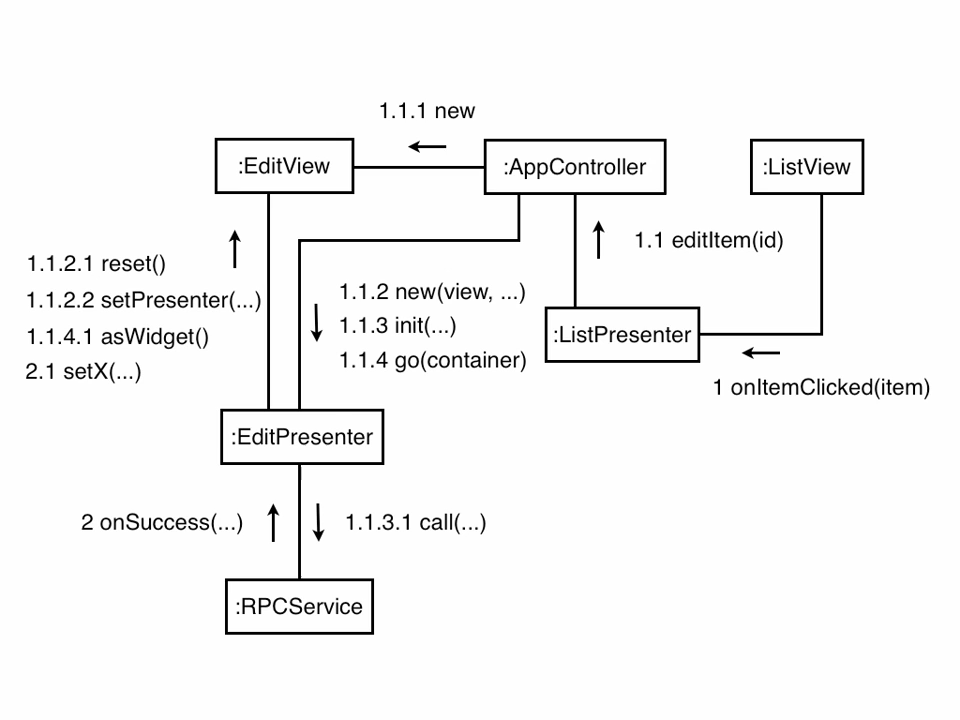 1.1.1 new
:EditView
:AppController
:ListView
1.1 editItem(id)
1.1.2.1 reset()
1.1.2.2 setPresenter(...)
1.1.4.1 asWidget()
2.1 setX(...)
1.1.2 new(view, ...)
1.1.3 init(...)
1.1.4 go(container)
:ListPresenter
1 onItemClicked(item)
:EditPresenter
2 onSuccess(...)
1.1.3.1 call(...)
:RPCService